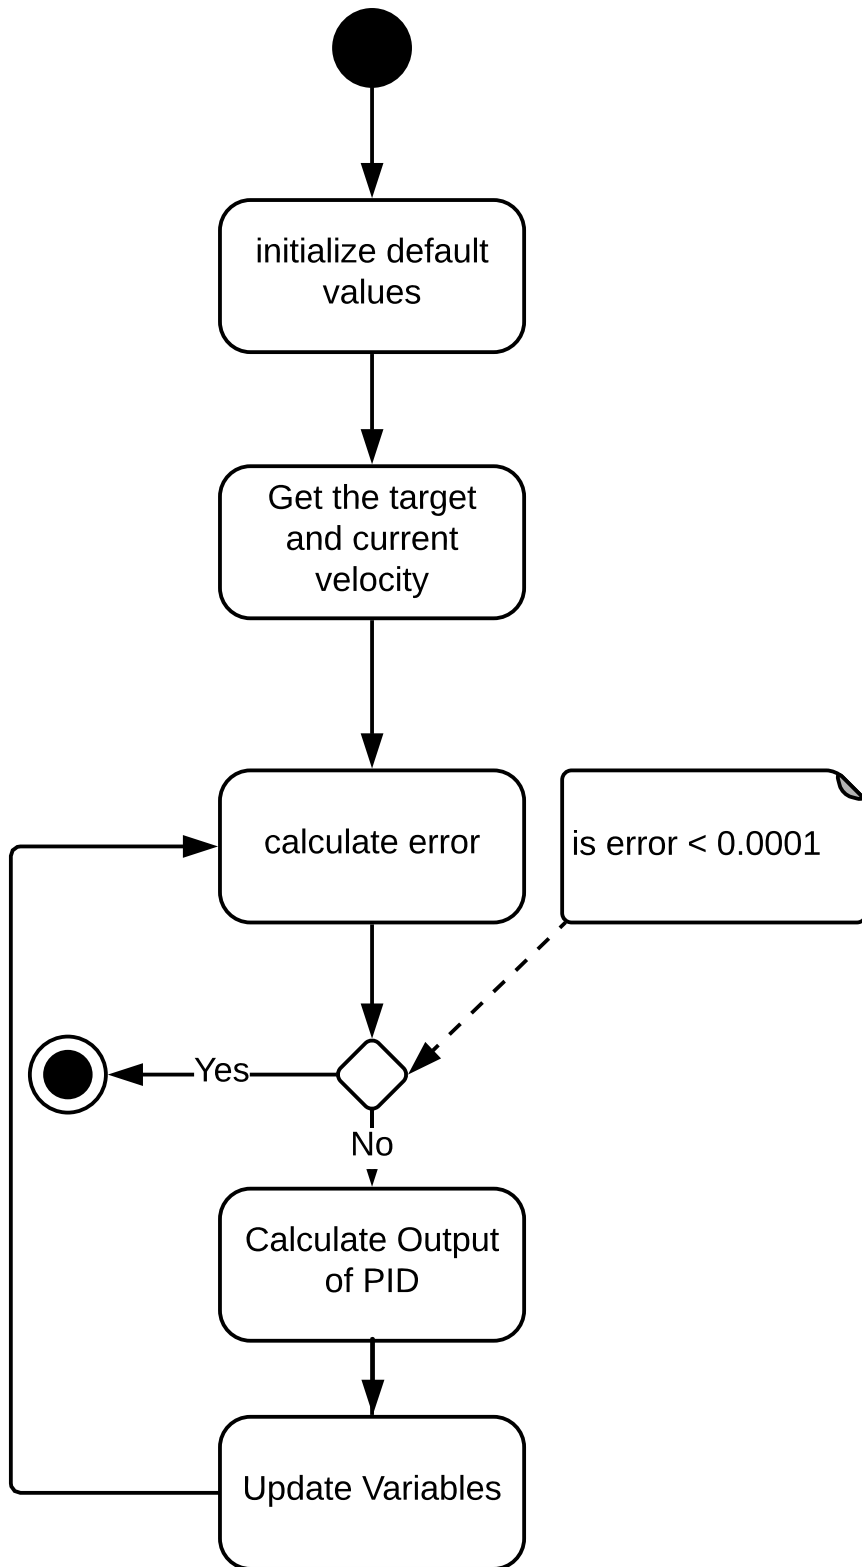 initialize default
values
Get the target
and current
velocity
calculate error
is error < 0.0001
Yes
No
Calculate Output
of PID
Update Variables